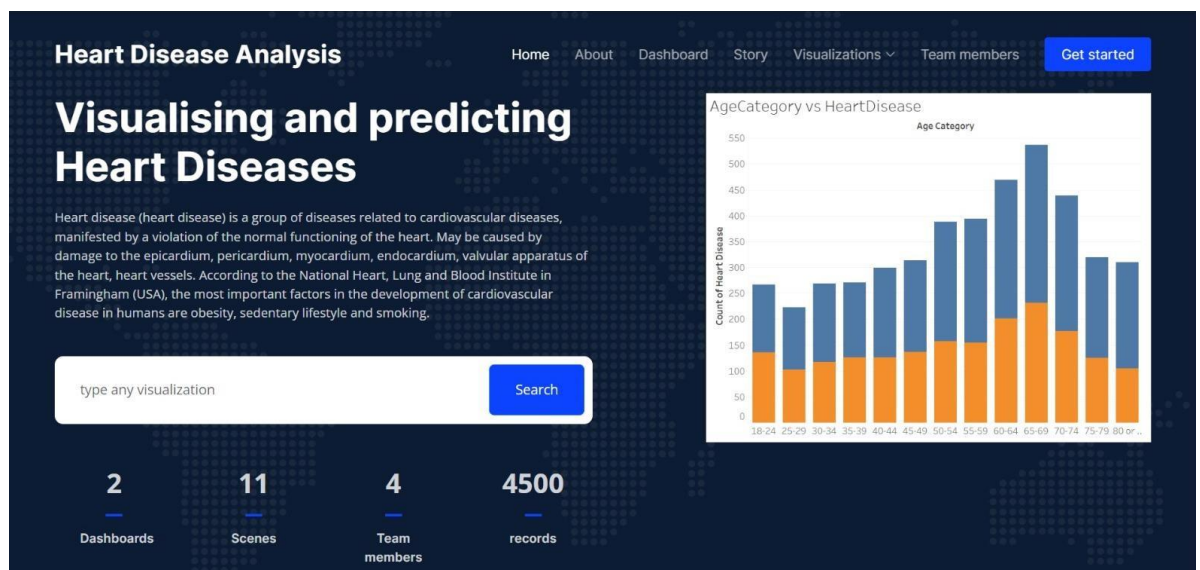 Heart Disease Analysis
Home About Dashboard Story Visualizations Team members Get started
Visualising and predicting
Heart Diseases
Heart disease (heart disease) is a group of diseases related to cardiovascular diseases,
manifested by a violation of the normal functioning of the heart. May be caused by
damage to the epicardium, pericardium, myocardium, endocardium, valvular apparatus of
the heart, heart vessels. According to the National Heart, Lung and Blood Institute in
Framingham (USA), the most important factors in the development of cardiovascular
disease in humans are obesity, sedentary lifestyle and smoking.
type any visualization Search
2 11 4 4500
Dashboards Scenes Team records
members
AgeCategory vs HeartDisease
Age Category
Count of Heart Disease
550
500
450
400
350
300
250
200
150
100
50
0
18-24 25-29 30-34 35-39 40-44 45-49 50-54 55-59 60-64 65-69 70-74 75-79 80 or ..